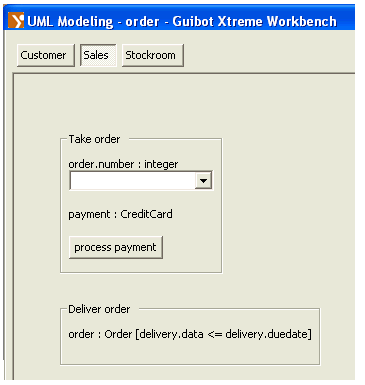 UML Modeling - order - Guibot Xtreme Workbench
Customer Sales Stockroom
Take order
order.number : integer
payment : CreditCard
process payment
Deliver order
order : Order [delivery.data <= delivery.duedate]